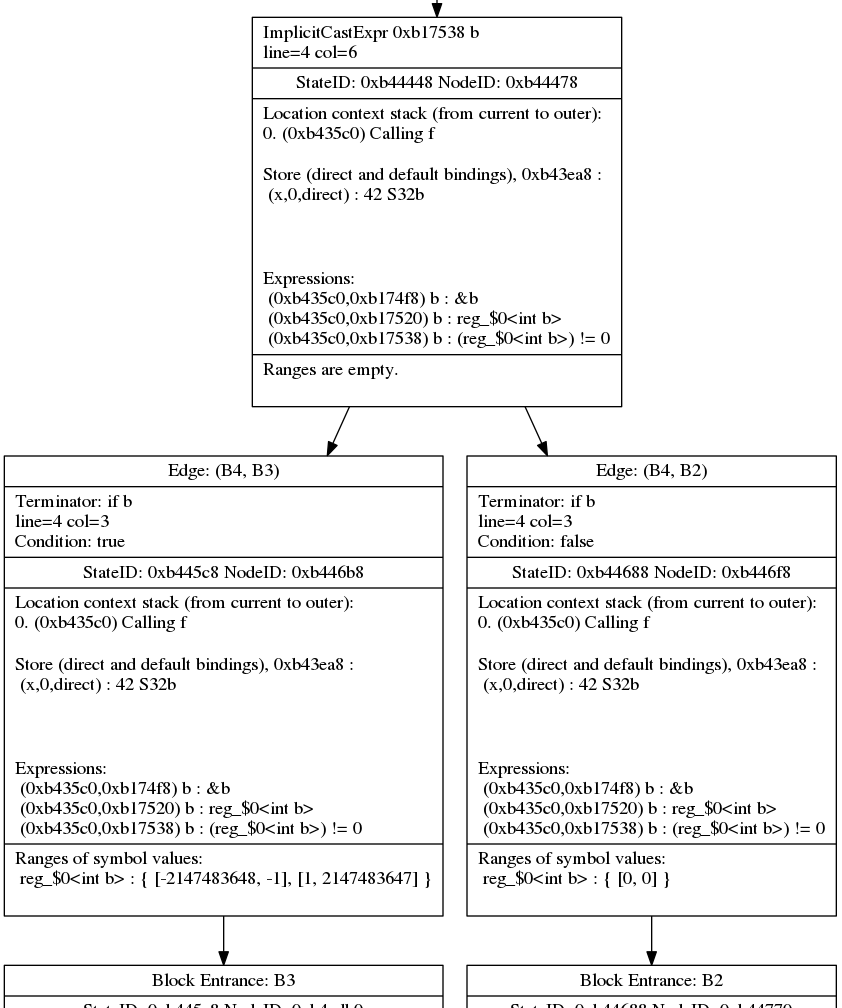 ImplicitCastExpr 0xb17538 b
line=4 col=6
StateID: 0xb44448 NodeID: 0xb44478
Location context stack (from current to outer):
0. (0xb435c0) Calling f
Store (direct and default bindings), 0xb43ea8 :
(x,0,direct) : 42 S32b
Expressions:
(0xb435c0,0xb174f8) b : &b
(0xb435c0,0xb17520) b : reg_$0<int b>
(0xb435c0,0xb17538) b : (reg_$0<int b>) != 0
Ranges are empty.
Edge: (B4, B3)
Terminator: if b
line=4 col=3
Condition: true
StateID: 0xb445c8 NodeID: 0xb446b8
Location context stack (from current to outer):
0. (0xb435c0) Calling f
Store (direct and default bindings), 0xb43ea8 :
(x,0,direct) : 42 S32b
Expressions:
(0xb435c0,0xb174f8) b : &b
(0xb435c0,0xb17520) b : reg_$0<int b>
(0xb435c0,0xb17538) b : (reg_$0<int b>) != 0
Ranges of symbol values:
reg_$0<int b> : { [-2147483648, -1], [1, 2147483647] }
Edge: (B4, B2)
Terminator: if b
line=4 col=3
Condition: false
StateID: 0xb44688 NodeID: 0xb446f8
Location context stack (from current to outer):
0. (0xb435c0) Calling f
Store (direct and default bindings), 0xb43ea8 :
(x,0,direct) : 42 S32b
Expressions:
(0xb435c0,0xb174f8) b : &b
(0xb435c0,0xb17520) b : reg_$0<int b>
(0xb435c0,0xb17538) b : (reg_$0<int b>) != 0
Ranges of symbol values:
reg_$0<int b> : { [0, 0] }
Block Entrance: B3
StateID: 0xb445c8 NodeID:
Block Entrance: B2
StateID: 0xb44688 NodeID: 0xb44770